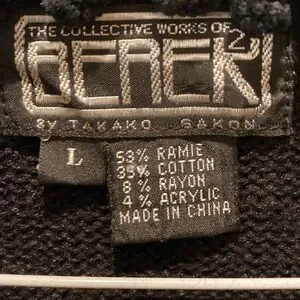 THE COLLECTIVE WORKS OF
BEREK 2
By TAKAKO SAKON
L
53% RAMIE
35% COTTON
8% RAYON
4% ACRYLIC
MADE IN CHINA